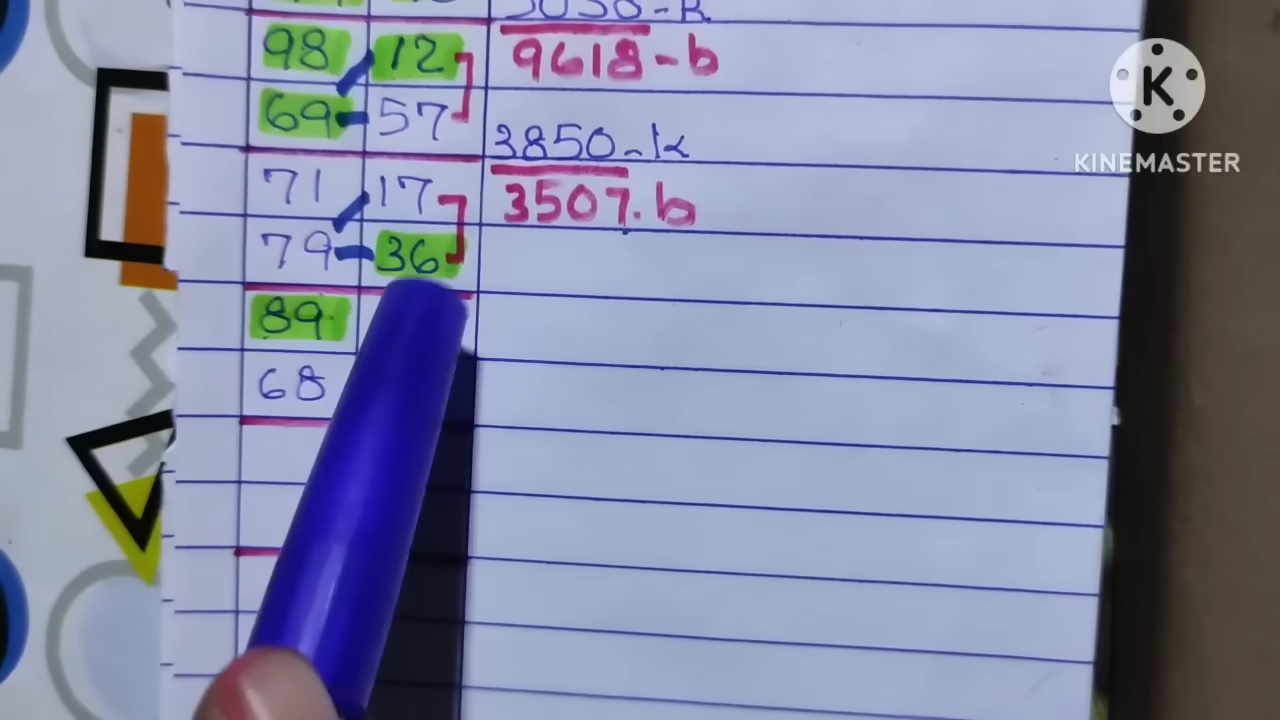 98 12 9618-b
69 57
3850-k
71 17 3507.b
79 36
89
68
K
KINEMASTER